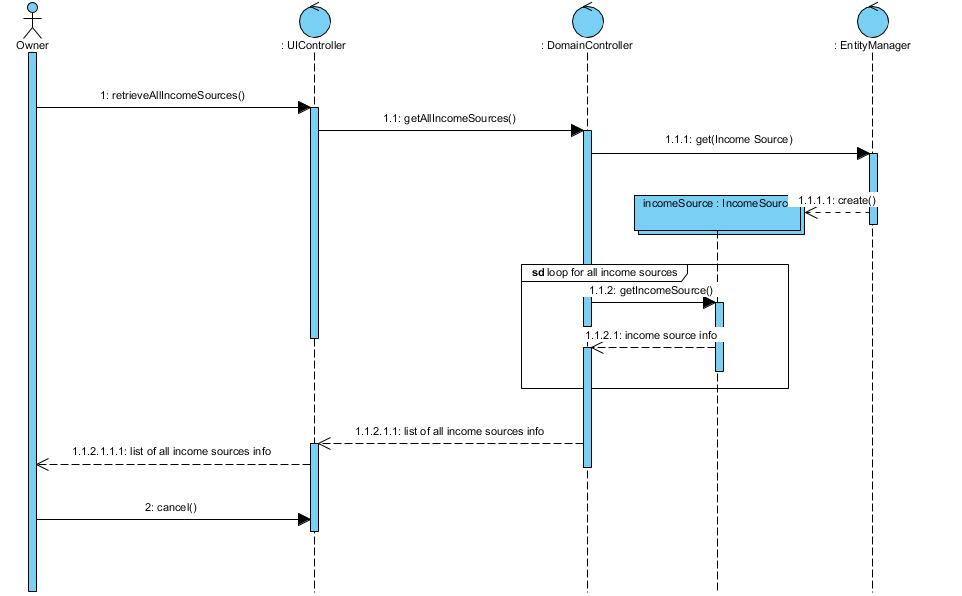 Owner
: UIController
: DomainController
: EntityManager
1: retrieveAllIncomeSources()
1.1: getAllIncomeSources()
1.1.1: get(Income Source)
1.1.1.1: create()
incomeSource : IncomeSourc
sd loop for all income sources
1.1.2: getIncomeSource()
1.1.2.1: income source info
1.1.2.1.1: list of all income sources info
1.1.2.1.1.1: list of all income sources info
2: cancel()